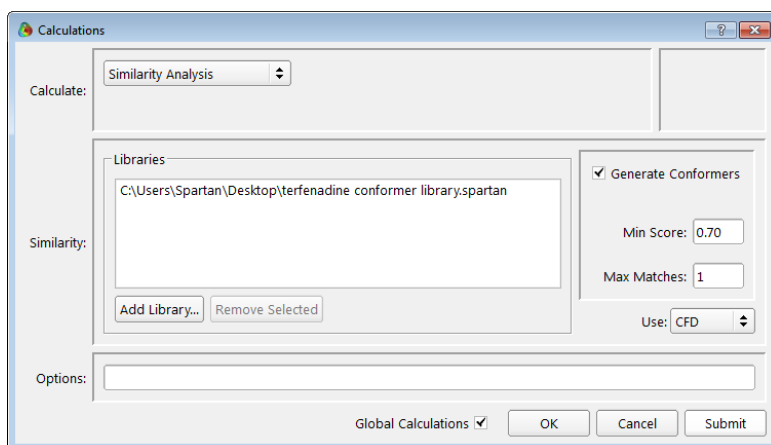 Calculations
Calculate:
Similarity Analysis
Similarity:
Libraries
C:\Users\Spartan\Desktop\terfenadine conformer library.spartan
Add Library...
Remove Selected
Generate Conformers
Min Score: 0.70
Max Matches: 1
Use: CFD
Options:
Global Calculations
OK
Cancel
Submit